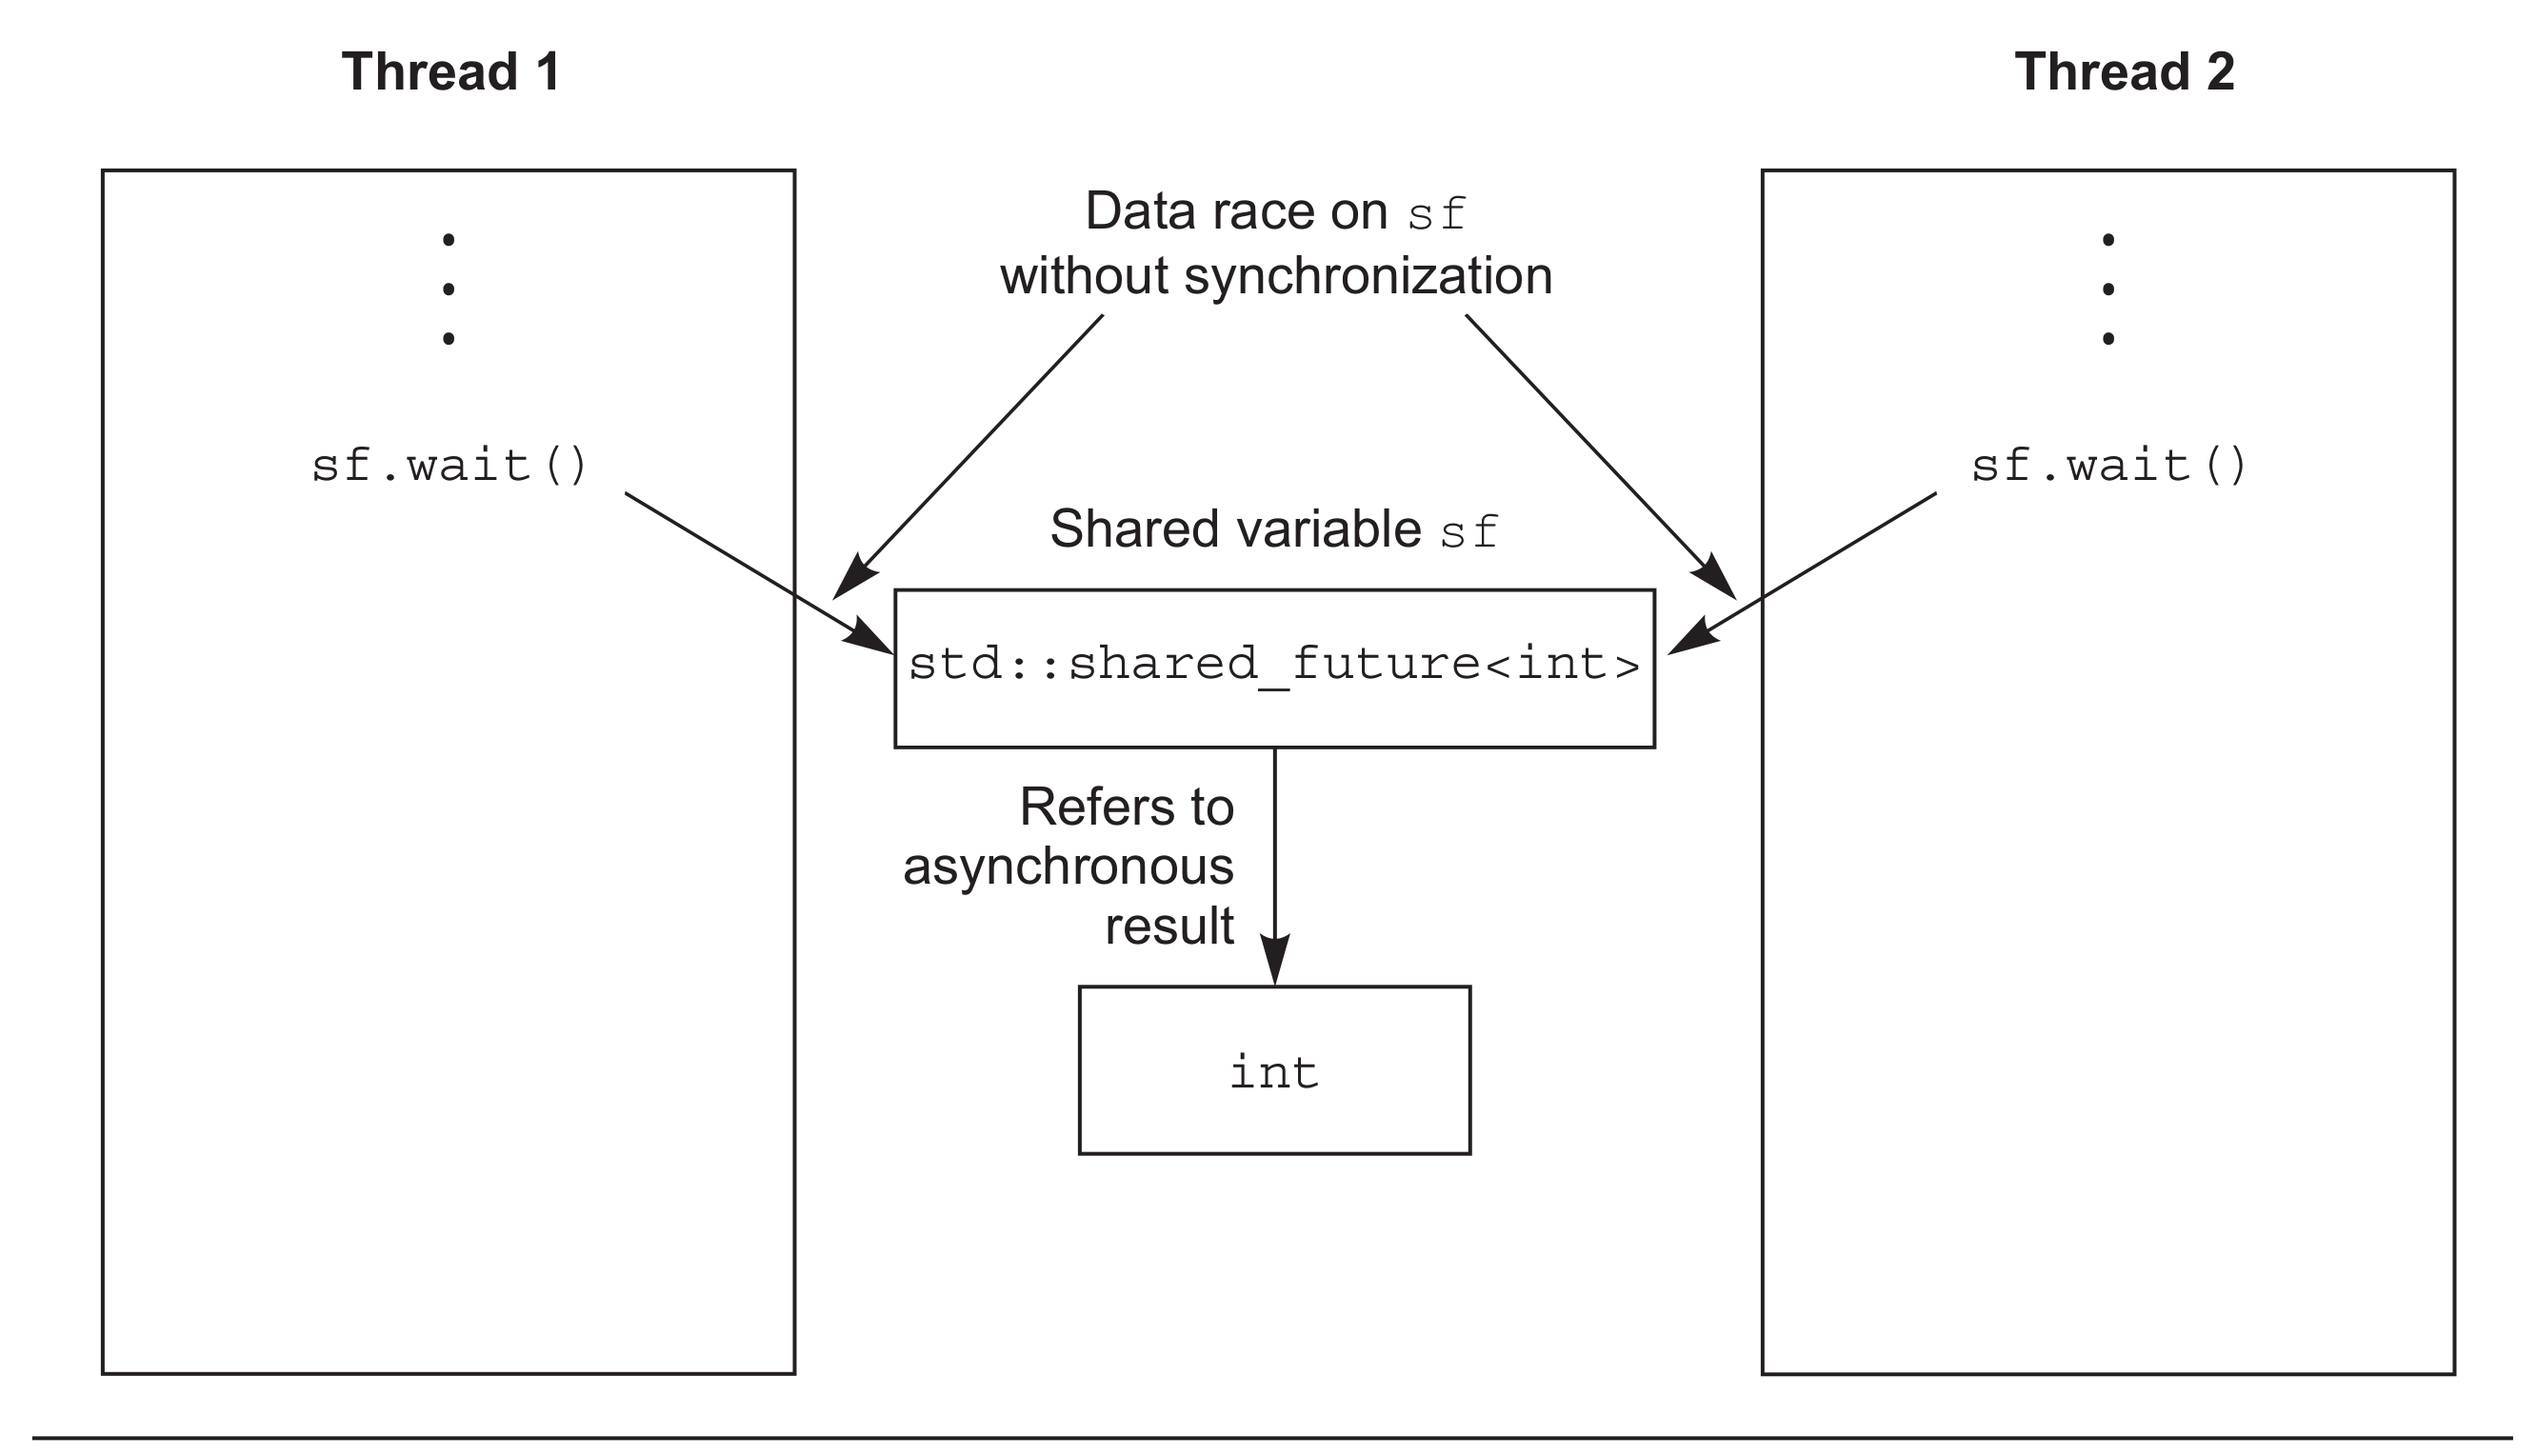 Thread 1
Thread 2
Data race on sf
without synchronization
sf.wait()
sf.wait()
Shared variable sf
std::shared_future<int>
Refers to
asynchronous
result
int